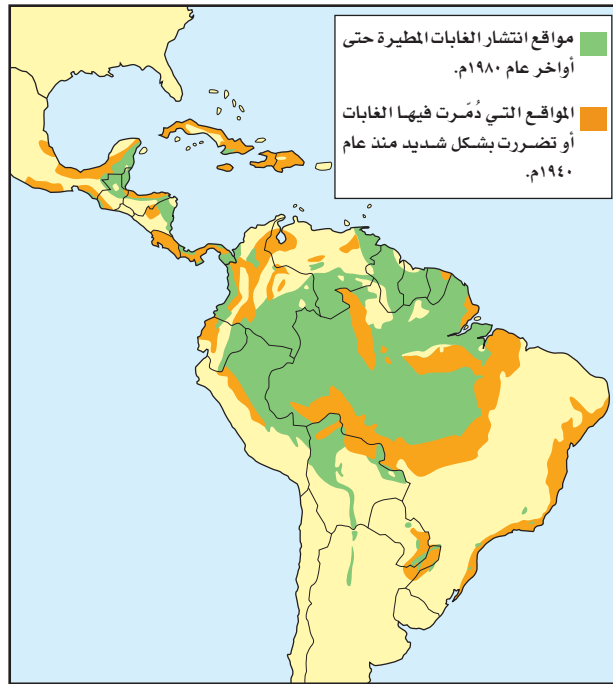 مواقع انتشار الغابات المطيرة حتى
أواخر عام ١٩٨٠م.
المواقع التي دُمّرت فيها الغابات
أو تضررت بشكل شديد منذ عام
١٩٤٠م.